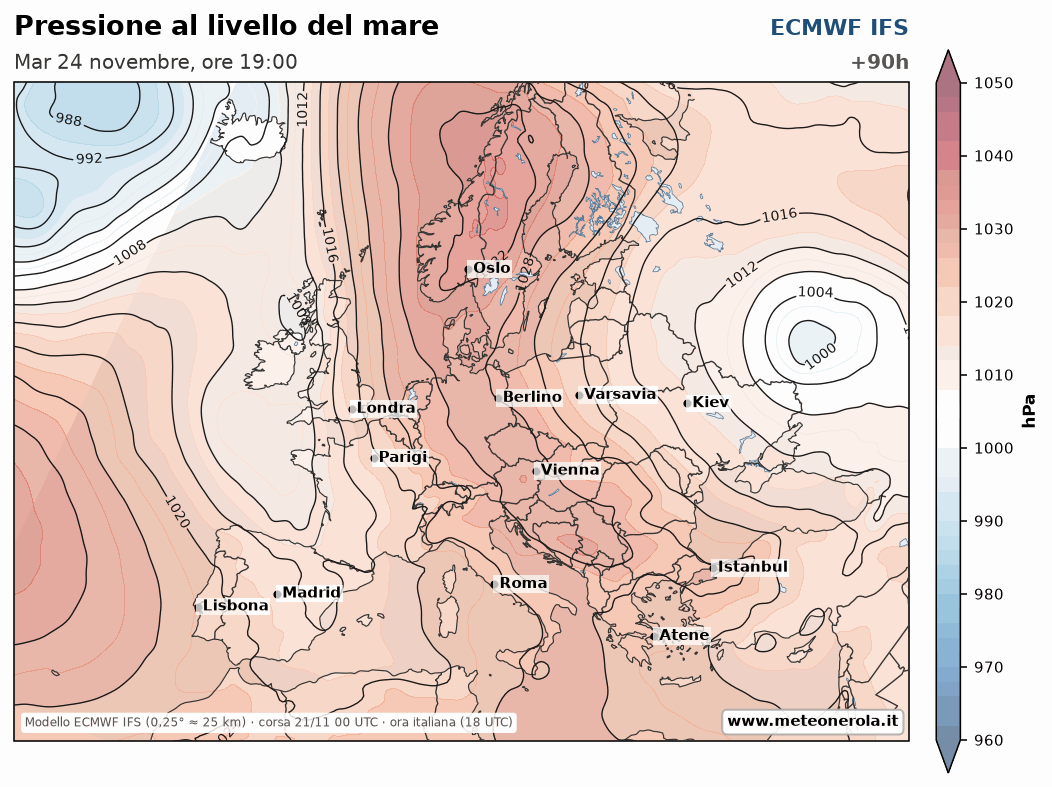 Pressione al livello del mare
ECMWF IFS
Mar 24 novembre, ore 19:00
+90h
1050
1040
1030
1020
1010
1000
990
980
970
960
hPa
988
992
1008
1012
1016
1016
1012
1004
1000
1028
1020
Oslo
Londra
Berlino
Varsavia
Kiev
Parigi
Vienna
Roma
Istanbul
Madrid
Lisbona
Atene
Modello ECMWF IFS (0,25° ≈ 25 km) · corsa 21/11 00 UTC · ora italiana (18 UTC)
www.meteonerola.it